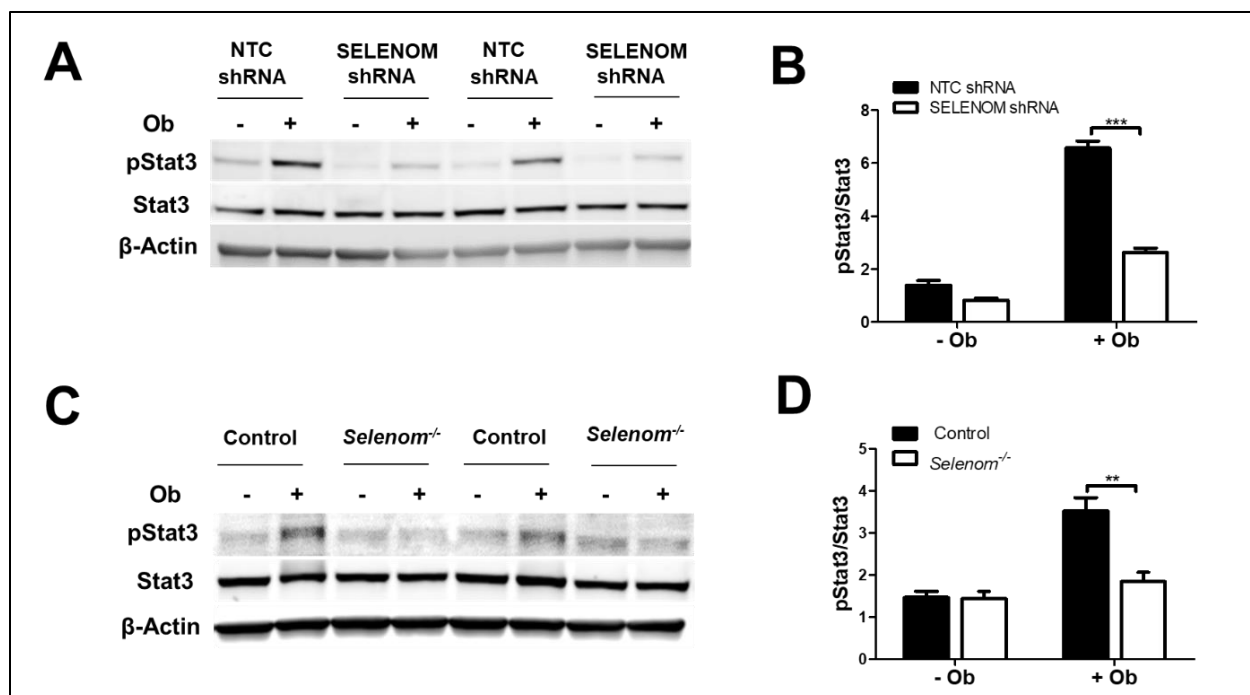 A
NTC SELENOM NTC SELENOM
shRNA shRNA shRNA shRNA
Ob - + - + - + - +
pStat3
Stat3
β-Actin
B
NTC shRNA
SELENOM shRNA
***
pStat3/Stat3
8
6
4
2
0
- Ob + Ob
C
Control Selenom-/- Control Selenom-/-
Ob - + - + - + - +
pStat3
Stat3
β-Actin
D
Control
Selenom-/-
**
pStat3/Stat3
5
4
3
2
1
0
- Ob + Ob